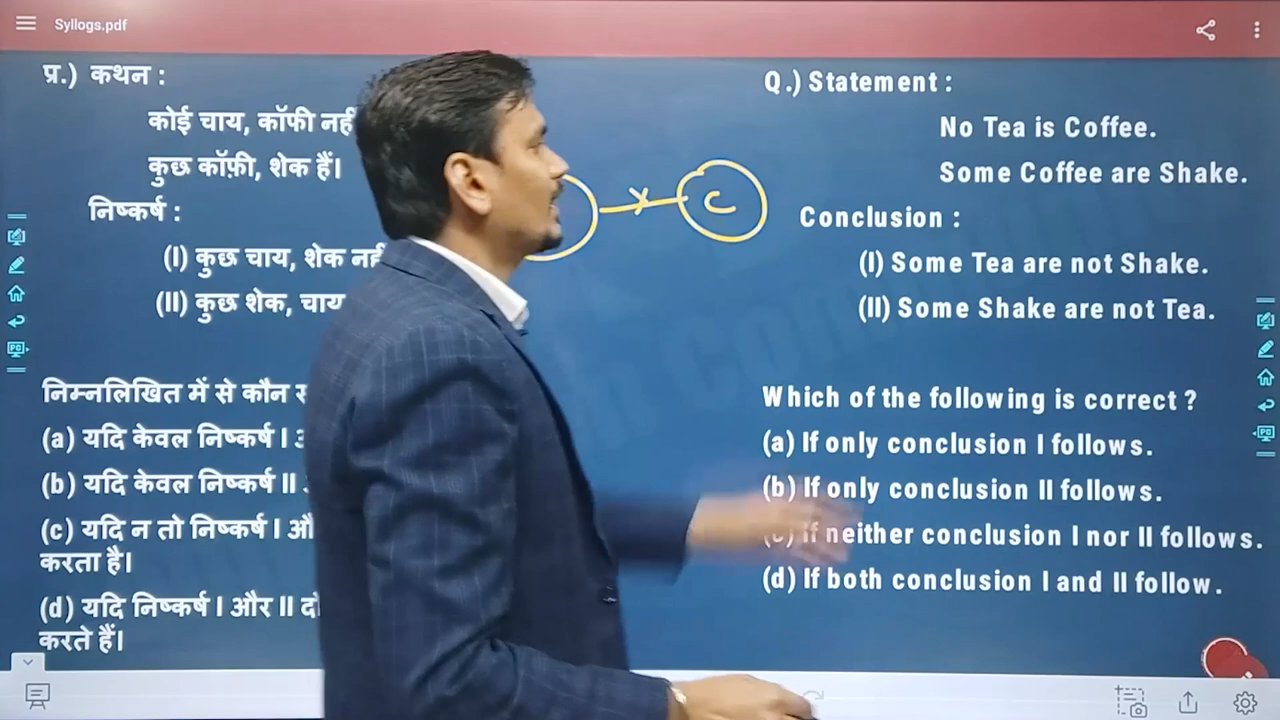 Syllogs.pdf
प्र.) कथन :
कोई चाय, कॉफी नहीं
कुछ कॉफ़ी, शेक हैं।
निष्कर्ष :
(I) कुछ चाय, शेक नहीं
(II) कुछ शेक, चाय
निम्नलिखित में से कौन
(a) यदि केवल निष्कर्ष I
(b) यदि केवल निष्कर्ष II
(c) यदि न तो निष्कर्ष I
करता है।
(d) यदि निष्कर्ष I और II
करते हैं।
C
Q.) Statement :
No Tea is Coffee.
Some Coffee are Shake.
Conclusion :
(I) Some Tea are not Shake.
(II) Some Shake are not Tea.
Which of the following is correct ?
(a) If only conclusion I follows.
(b) If only conclusion II follows.
(c) If neither conclusion I nor II follows.
(d) If both conclusion I and II follow.